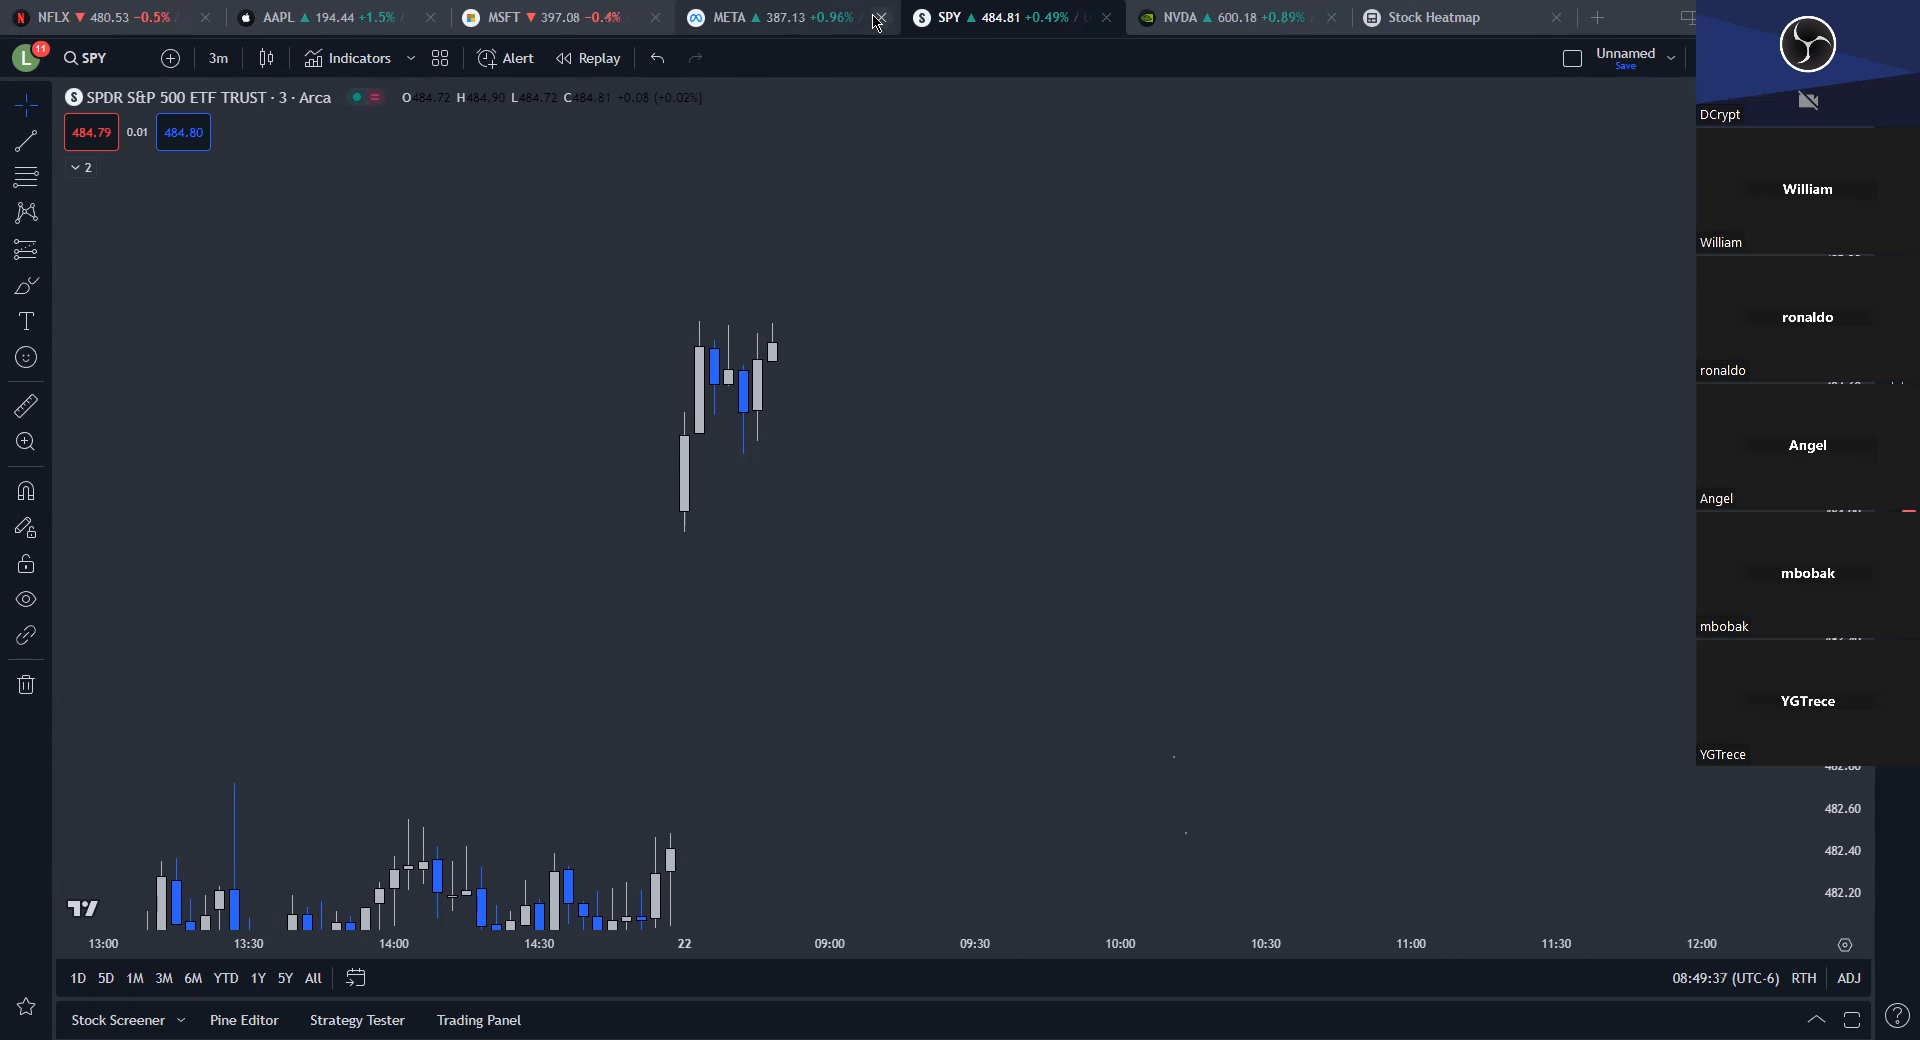 NFLX ▼ 480.53 −0.5%
AAPL ▲ 194.44 +1.5% /
MSFT ▼ 397.08 −0.4%
META ▲ 387.13 +0.96% /
SPY ▲ 484.81 +0.49% / U
NVDA ▲ 600.18 +0.89%
Stock Heatmap
L
11
SPY
3m
Indicators
Alert
Replay
Unnamed
Save
S SPDR S&P 500 ETF TRUST · 3 · Arca
O484.72 H484.90 L484.72 C484.81 +0.08 (+0.02%)
484.79
0.01
484.80
2
DCrypt
William
William
ronaldo
ronaldo
Angel
Angel
mbobak
mbobak
YGTrece
YGTrece
482.60
482.40
482.20
13:00
13:30
14:00
14:30
22
09:00
09:30
10:00
10:30
11:00
11:30
12:00
1D 5D 1M 3M 6M YTD 1Y 5Y All
08:49:37 (UTC-6) RTH ADJ
Stock Screener
Pine Editor
Strategy Tester
Trading Panel